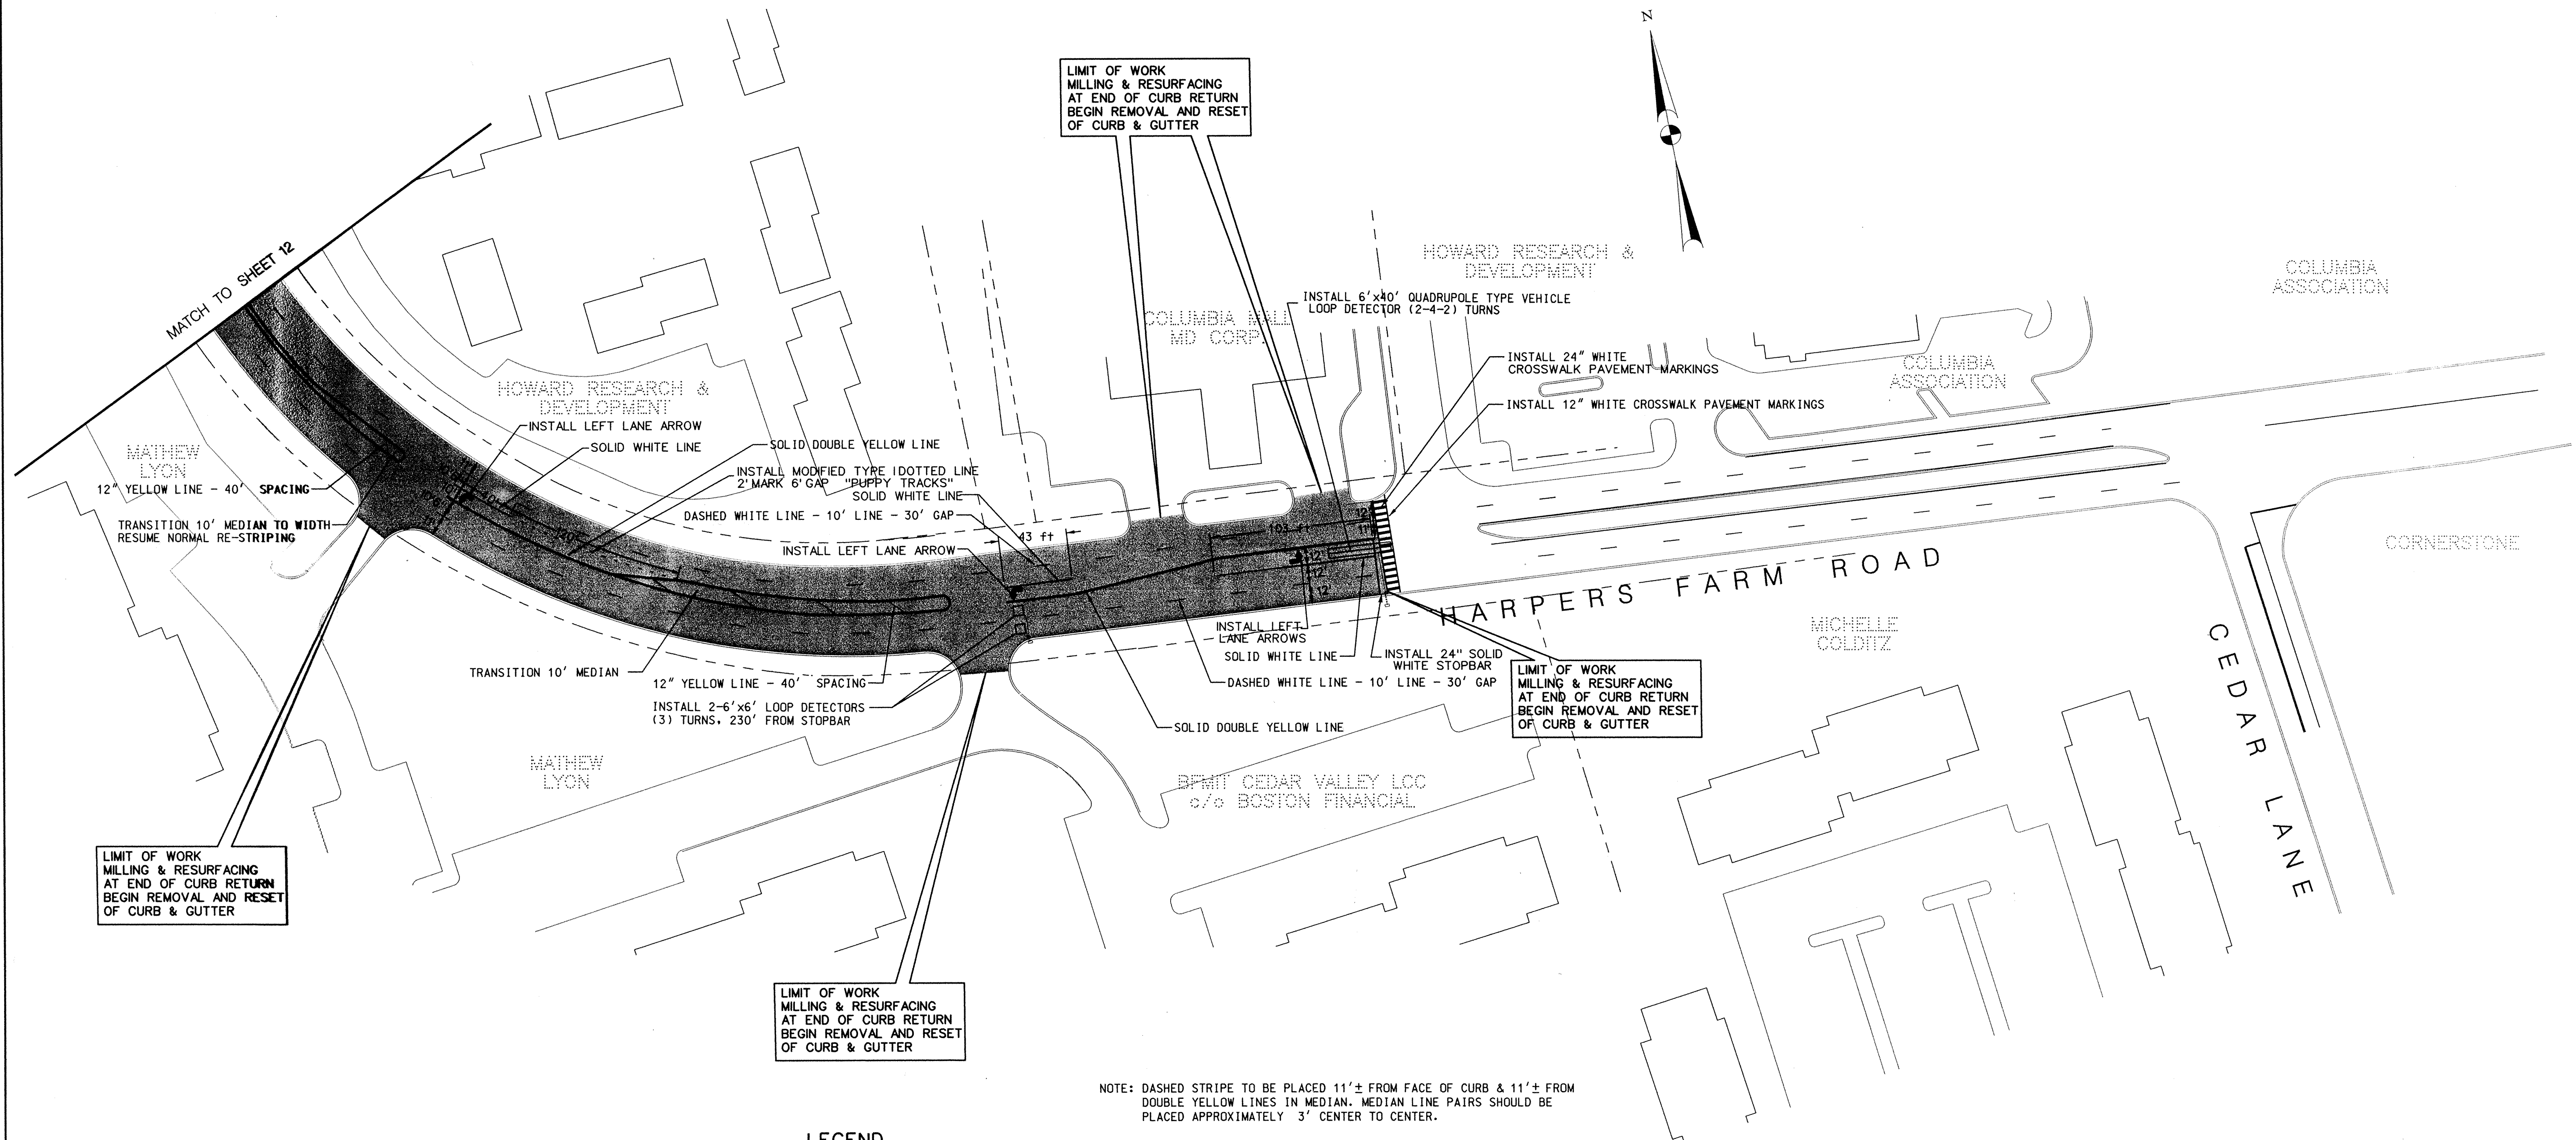 N
LIMIT OF WORK
MILLING & RESURFACING
AT END OF CURB RETURN
BEGIN REMOVAL AND RESET
OF CURB & GUTTER
HOWARD RESEARCH &
DEVELOPMENT
COLUMBIA
ASSOCIATION
MATCH TO SHEET 12
INSTALL 6'x40' QUADRUPOLE TYPE VEHICLE
LOOP DETECTOR (2-4-2) TURNS
COLUMBIA MALL
MD CORP.
INSTALL 24" WHITE
CROSSWALK PAVEMENT MARKINGS
COLUMBIA
ASSOCIATION
INSTALL 12" WHITE CROSSWALK PAVEMENT MARKINGS
HOWARD RESEARCH &
DEVELOPMENT
INSTALL LEFT LANE ARROW
SOLID WHITE LINE
SOLID DOUBLE YELLOW LINE
MATHEW
LYON
12" YELLOW LINE - 40' SPACING
INSTALL MODIFIED TYPE I DOTTED LINE
2' MARK 6' GAP "PUPPY TRACKS"
SOLID WHITE LINE
TRANSITION 10' MEDIAN TO WIDTH
RESUME NORMAL RE-STRIPING
DASHED WHITE LINE - 10' LINE - 30' GAP
INSTALL LEFT LANE ARROW
43 ft
103 ft
12'
11'
12'
12'
12'
CORNERSTONE
HARPERS FARM ROAD
INSTALL LEFT
LANE ARROWS
SOLID WHITE LINE
INSTALL 24" SOLID
WHITE STOPBAR
MICHELLE
COLDITZ
CEDAR LANE
TRANSITION 10' MEDIAN
12" YELLOW LINE - 40' SPACING
DASHED WHITE LINE - 10' LINE - 30' GAP
LIMIT OF WORK
MILLING & RESURFACING
AT END OF CURB RETURN
BEGIN REMOVAL AND RESET
OF CURB & GUTTER
INSTALL 2-6'x6' LOOP DETECTORS
(3) TURNS, 230' FROM STOPBAR
SOLID DOUBLE YELLOW LINE
MATHEW
LYON
BFMIT CEDAR VALLEY LCC
c/o BOSTON FINANCIAL
LIMIT OF WORK
MILLING & RESURFACING
AT END OF CURB RETURN
BEGIN REMOVAL AND RESET
OF CURB & GUTTER
LIMIT OF WORK
MILLING & RESURFACING
AT END OF CURB RETURN
BEGIN REMOVAL AND RESET
OF CURB & GUTTER
NOTE: DASHED STRIPE TO BE PLACED 11'± FROM FACE OF CURB & 11'± FROM
DOUBLE YELLOW LINES IN MEDIAN. MEDIAN LINE PAIRS SHOULD BE
PLACED APPROXIMATELY 3' CENTER TO CENTER.
LEGEND